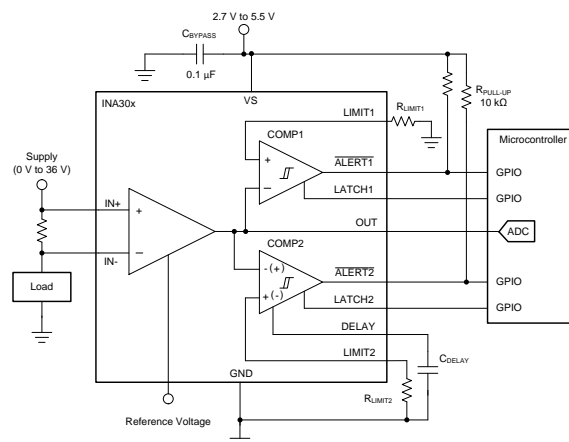 2.7 V to 5.5 V
CBYPASS
0.1 µF
RPULL-UP
10 kΩ
INA30x
VS
LIMIT1
RLIMIT1
Microcontroller
COMP1
Supply
(0 V to 36 V)
+
ALERT1
GPIO
−
LATCH1
GPIO
IN+
+
OUT
ADC
IN-
−
COMP2
-(+)
ALERT2
GPIO
+(-)
LATCH2
GPIO
Load
DELAY
LIMIT2
CDELAY
GND
RLIMIT2
Reference Voltage